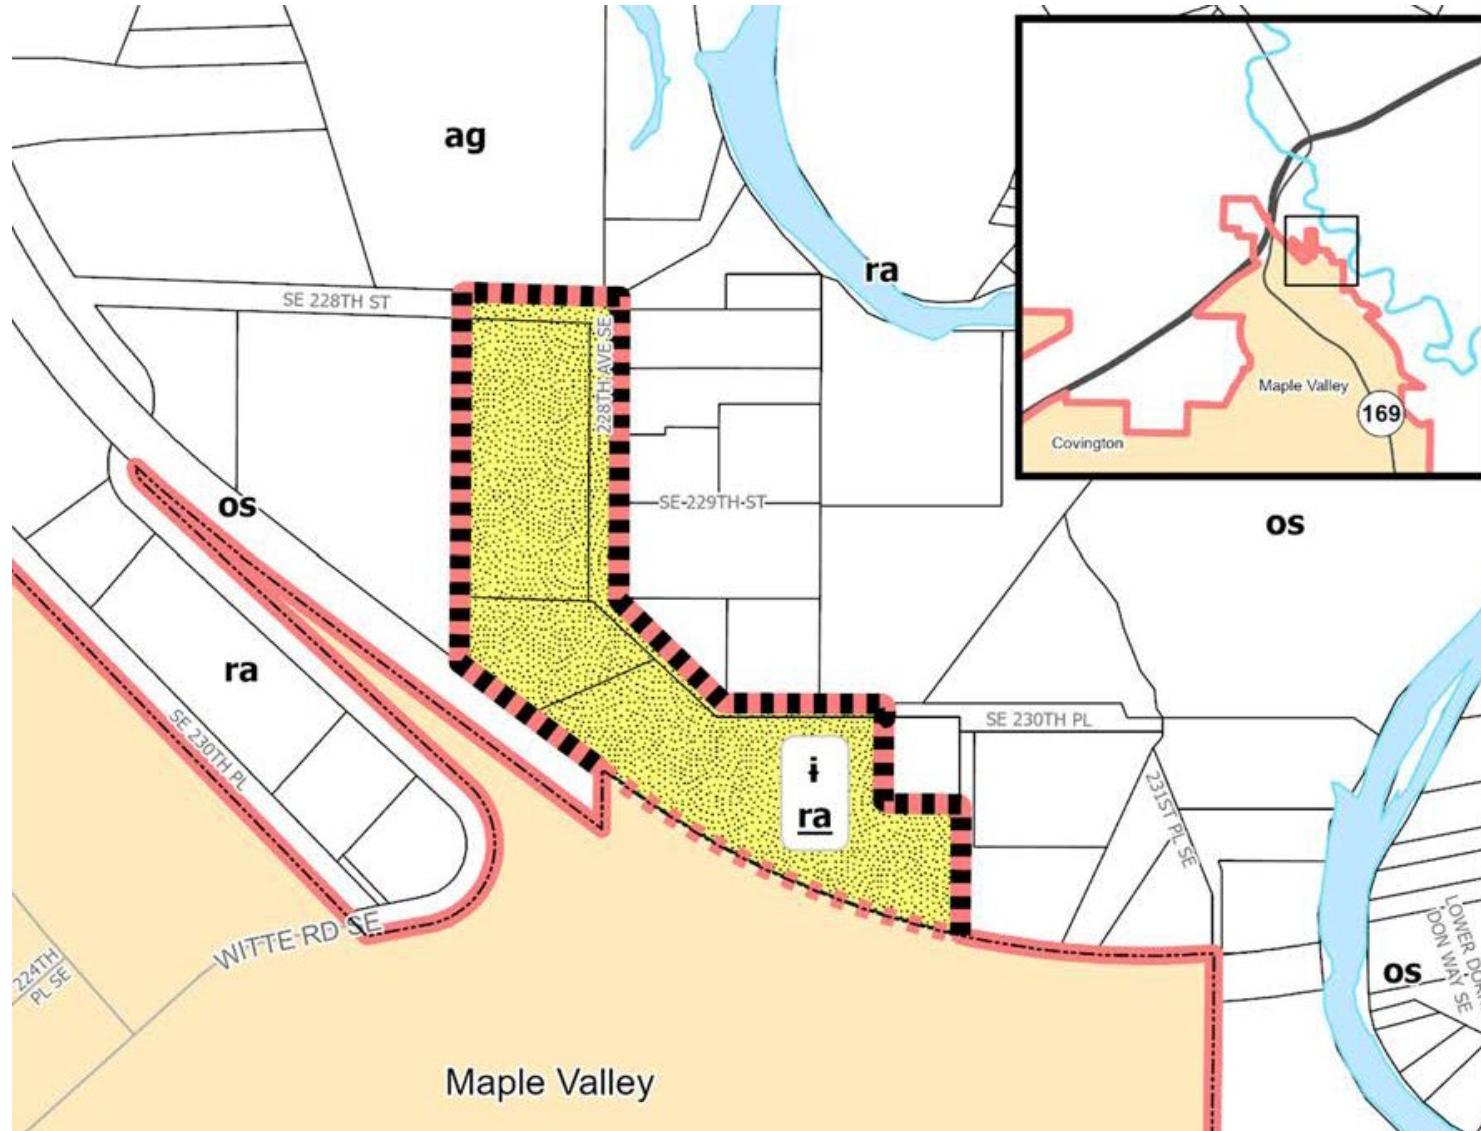 ag
ra
SE 228TH ST
228TH AVE SE
SE 229TH ST
os
os
ra
SE 230TH PL
i
ra
SE 230TH PL
231ST PL SE
WITTE RD SE
224TH
PL SE
os
LOWER DOR
DON WAY SE
Maple Valley
Maple Valley
169
Covington